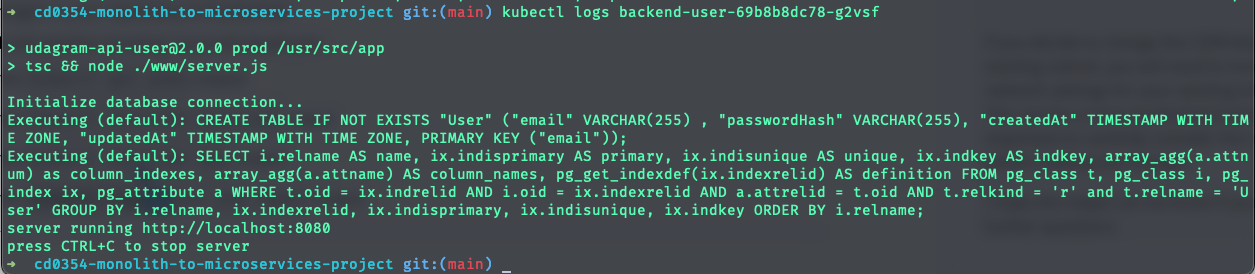 ➜  cd0354-monolith-to-microservices-project git:(main) kubectl logs backend-user-69b8b8dc78-g2vsf
> udagram-api-user@2.0.0 prod /usr/src/app
> tsc && node ./www/server.js
Initialize database connection...
Executing (default): CREATE TABLE IF NOT EXISTS "User" ("email" VARCHAR(255) , "passwordHash" VARCHAR(255), "createdAt" TIMESTAMP WITH TIM
E ZONE, "updatedAt" TIMESTAMP WITH TIME ZONE, PRIMARY KEY ("email"));
Executing (default): SELECT i.relname AS name, ix.indisprimary AS primary, ix.indisunique AS unique, ix.indkey AS indkey, array_agg(a.attn
um) as column_indexes, array_agg(a.attname) AS column_names, pg_get_indexdef(ix.indexrelid) AS definition FROM pg_class t, pg_class i, pg_
index ix, pg_attribute a WHERE t.oid = ix.indrelid AND i.oid = ix.indexrelid AND a.attrelid = t.oid AND t.relkind = 'r' and t.relname = 'U
ser' GROUP BY i.relname, ix.indexrelid, ix.indisprimary, ix.indisunique, ix.indkey ORDER BY i.relname;
server running http://localhost:8080
press CTRL+C to stop server
➜  cd0354-monolith-to-microservices-project git:(main) _